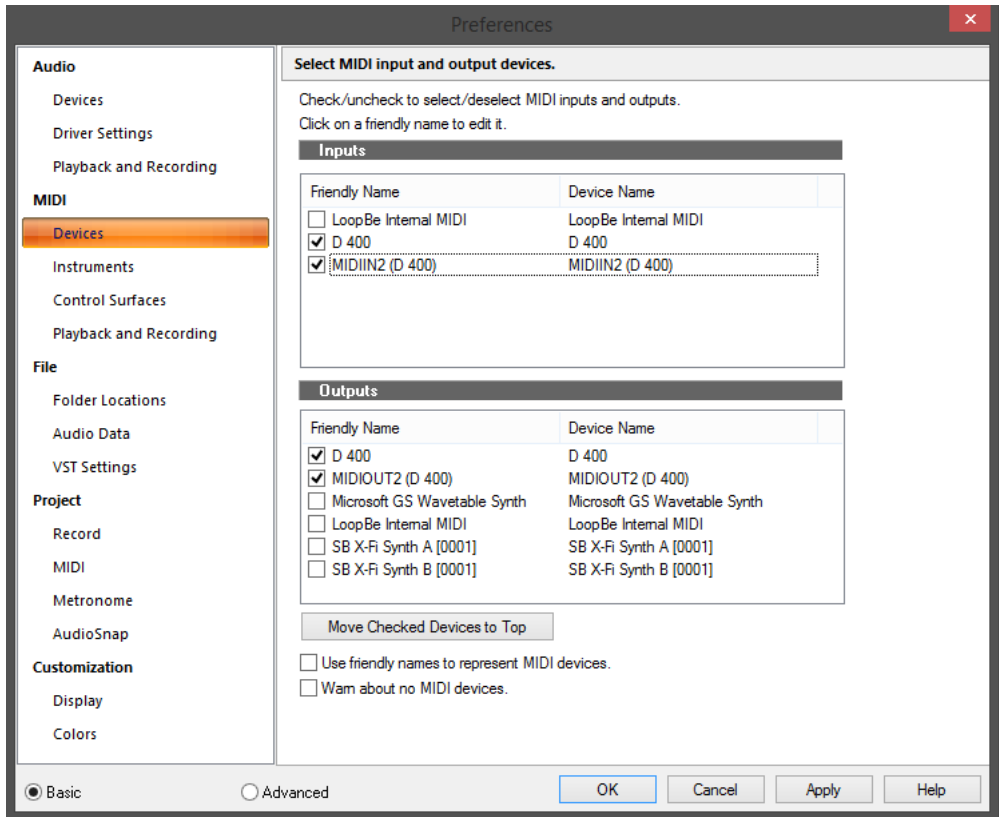 Preferences
Audio
Devices
Driver Settings
Playback and Recording
MIDI
Devices
Instruments
Control Surfaces
Playback and Recording
File
Folder Locations
Audio Data
VST Settings
Project
Record
MIDI
Metronome
AudioSnap
Customization
Display
Colors
Select MIDI input and output devices.
Check/uncheck to select/deselect MIDI inputs and outputs.
Click on a friendly name to edit it.
Inputs
Friendly Name Device Name
LoopBe Internal MIDI LoopBe Internal MIDI
D 400 D 400
MIDIIN2 (D 400) MIDIIN2 (D 400)
Outputs
Friendly Name Device Name
D 400 D 400
MIDIOUT2 (D 400) MIDIOUT2 (D 400)
Microsoft GS Wavetable Synth Microsoft GS Wavetable Synth
LoopBe Internal MIDI LoopBe Internal MIDI
SB X-Fi Synth A [0001] SB X-Fi Synth A [0001]
SB X-Fi Synth B [0001] SB X-Fi Synth B [0001]
Move Checked Devices to Top
Use friendly names to represent MIDI devices.
Warn about no MIDI devices.
Basic Advanced OK Cancel Apply Help